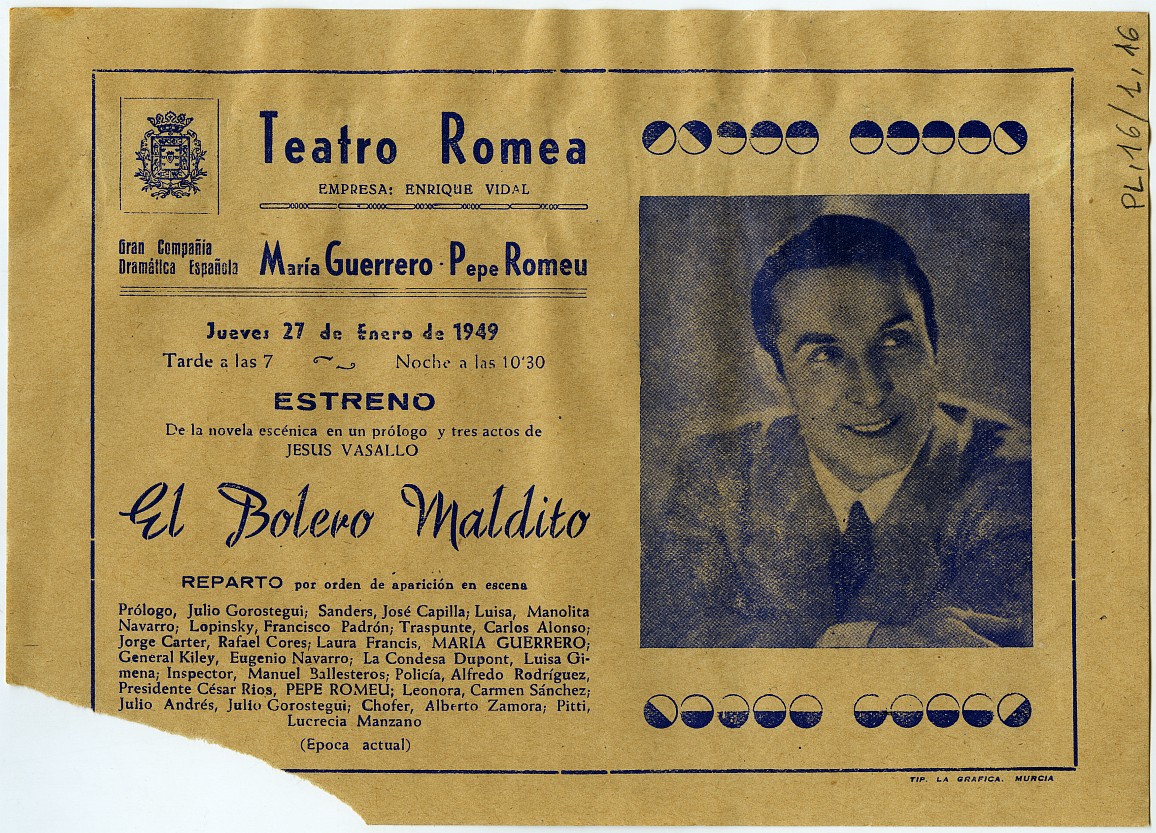 Teatro Romea
EMPRESA: ENRIQUE VIDAL
Gran Compañía
Dramática Española
María Guerrero · Pepe Romeu
Jueves 27 de Enero de 1949
Tarde a las 7 Noche a las 10'30
ESTRENO
De la novela escénica en un prólogo y tres actos de
JESUS VASALLO
El Bolero Maldito
REPARTO por orden de aparición en escena
Prólogo, Julio Gorostegui; Sanders, José Capilla; Luisa, Manolita
Navarro; Lopinsky, Francisco Padrón; Traspunte, Carlos Alonso;
Jorge Carter, Rafael Cores; Laura Francis, MARIA GUERRERO;
General Kiley, Eugenio Navarro; La Condesa Dupont, Luisa Gi-
mena; Inspector, Manuel Ballesteros; Policía, Alfredo Rodríguez,
Presidente César Rios, PEPE ROMEU; Leonora, Carmen Sánchez;
Julio Andrés, Julio Gorostegui; Chofer, Alberto Zamora; Pitti,
Lucrecia Manzano
(Epoca actual)
TIP. LA GRAFICA. MURCIA
PL, 16/1, 16